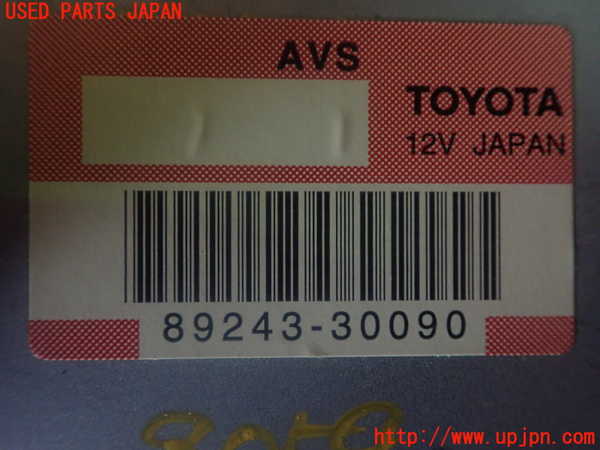 USED PARTS JAPAN
AVS
TOYOTA
12V JAPAN
89243-30090
http://www.upjpn.com/